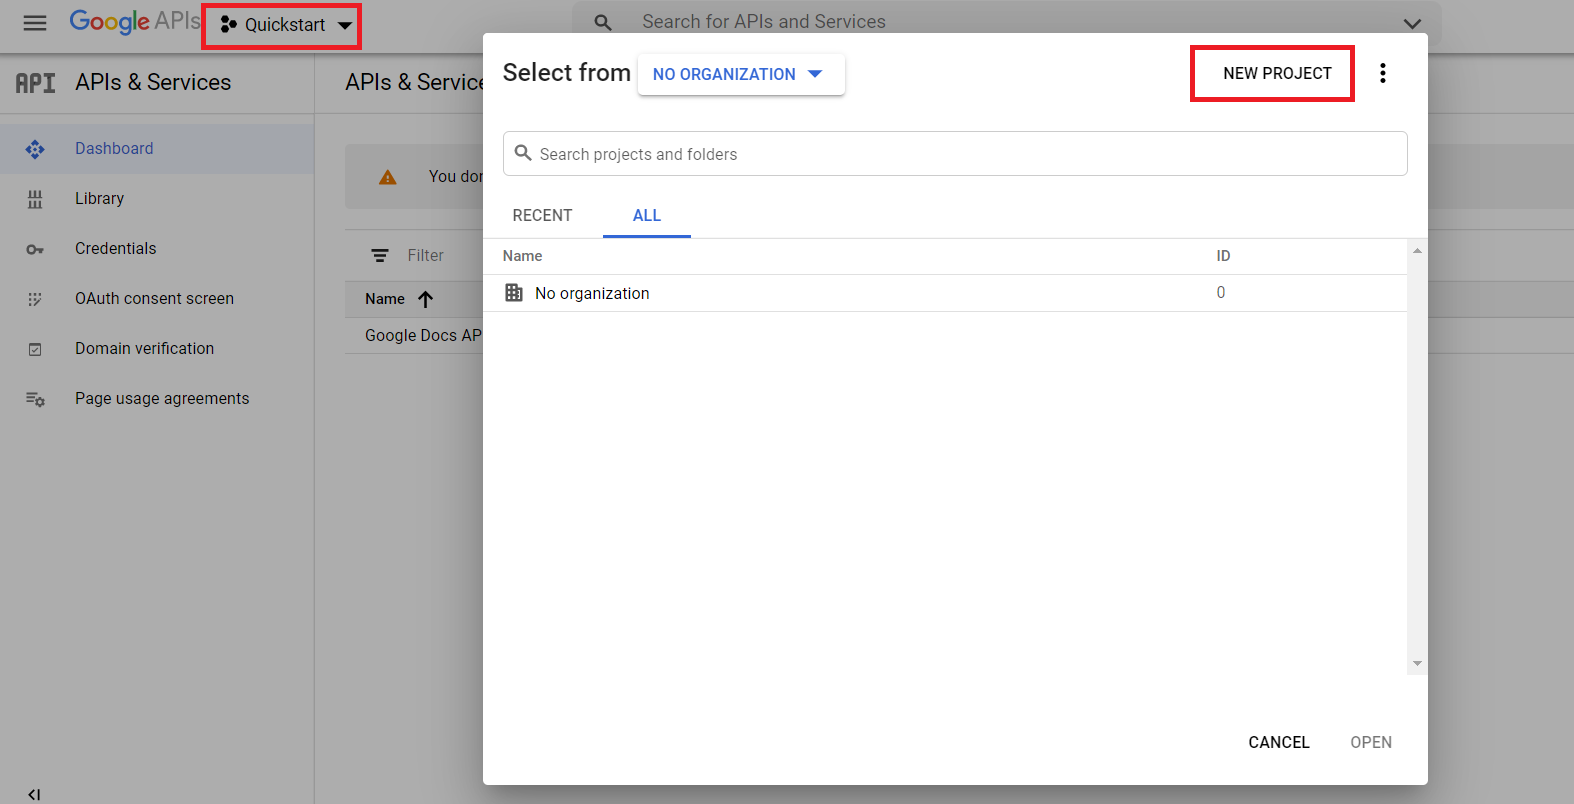 Google APIs
Quickstart
Search for APIs and Services
API APIs & Services
Dashboard
Library
Credentials
OAuth consent screen
Domain verification
Page usage agreements
APIs & Service
You do
Filter
Name
Google Docs AP
Select from NO ORGANIZATION
NEW PROJECT
Search projects and folders
RECENT ALL
Name ID
No organization 0
CANCEL OPEN